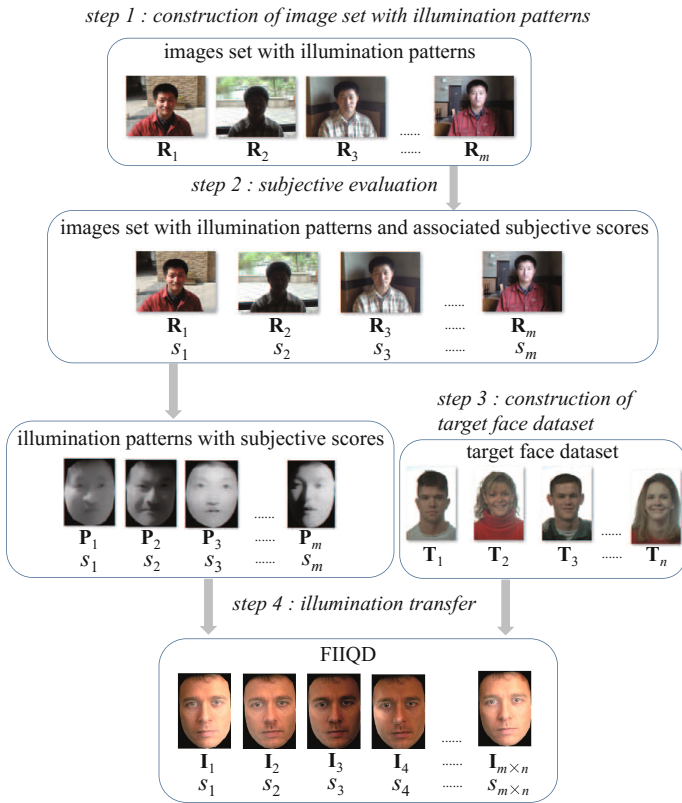 step 1 : construction of image set with illumination patterns
images set with illumination patterns
R1 R2 R3 ...... Rm
......
step 2 : subjective evaluation
images set with illumination patterns and associated subjective scores
......
R1 R2 R3 ...... Rm
s1 s2 s3 ...... sm
step 3 : construction of
target face dataset
illumination patterns with subjective scores
......
P1 P2 P3 ...... Pm
s1 s2 s3 ...... sm
target face dataset
......
T1 T2 T3 ...... Tn
step 4 : illumination transfer
FIIQD
......
I1 I2 I3 I4 ...... Im×n
s1 s2 s3 s4 ...... sm×n